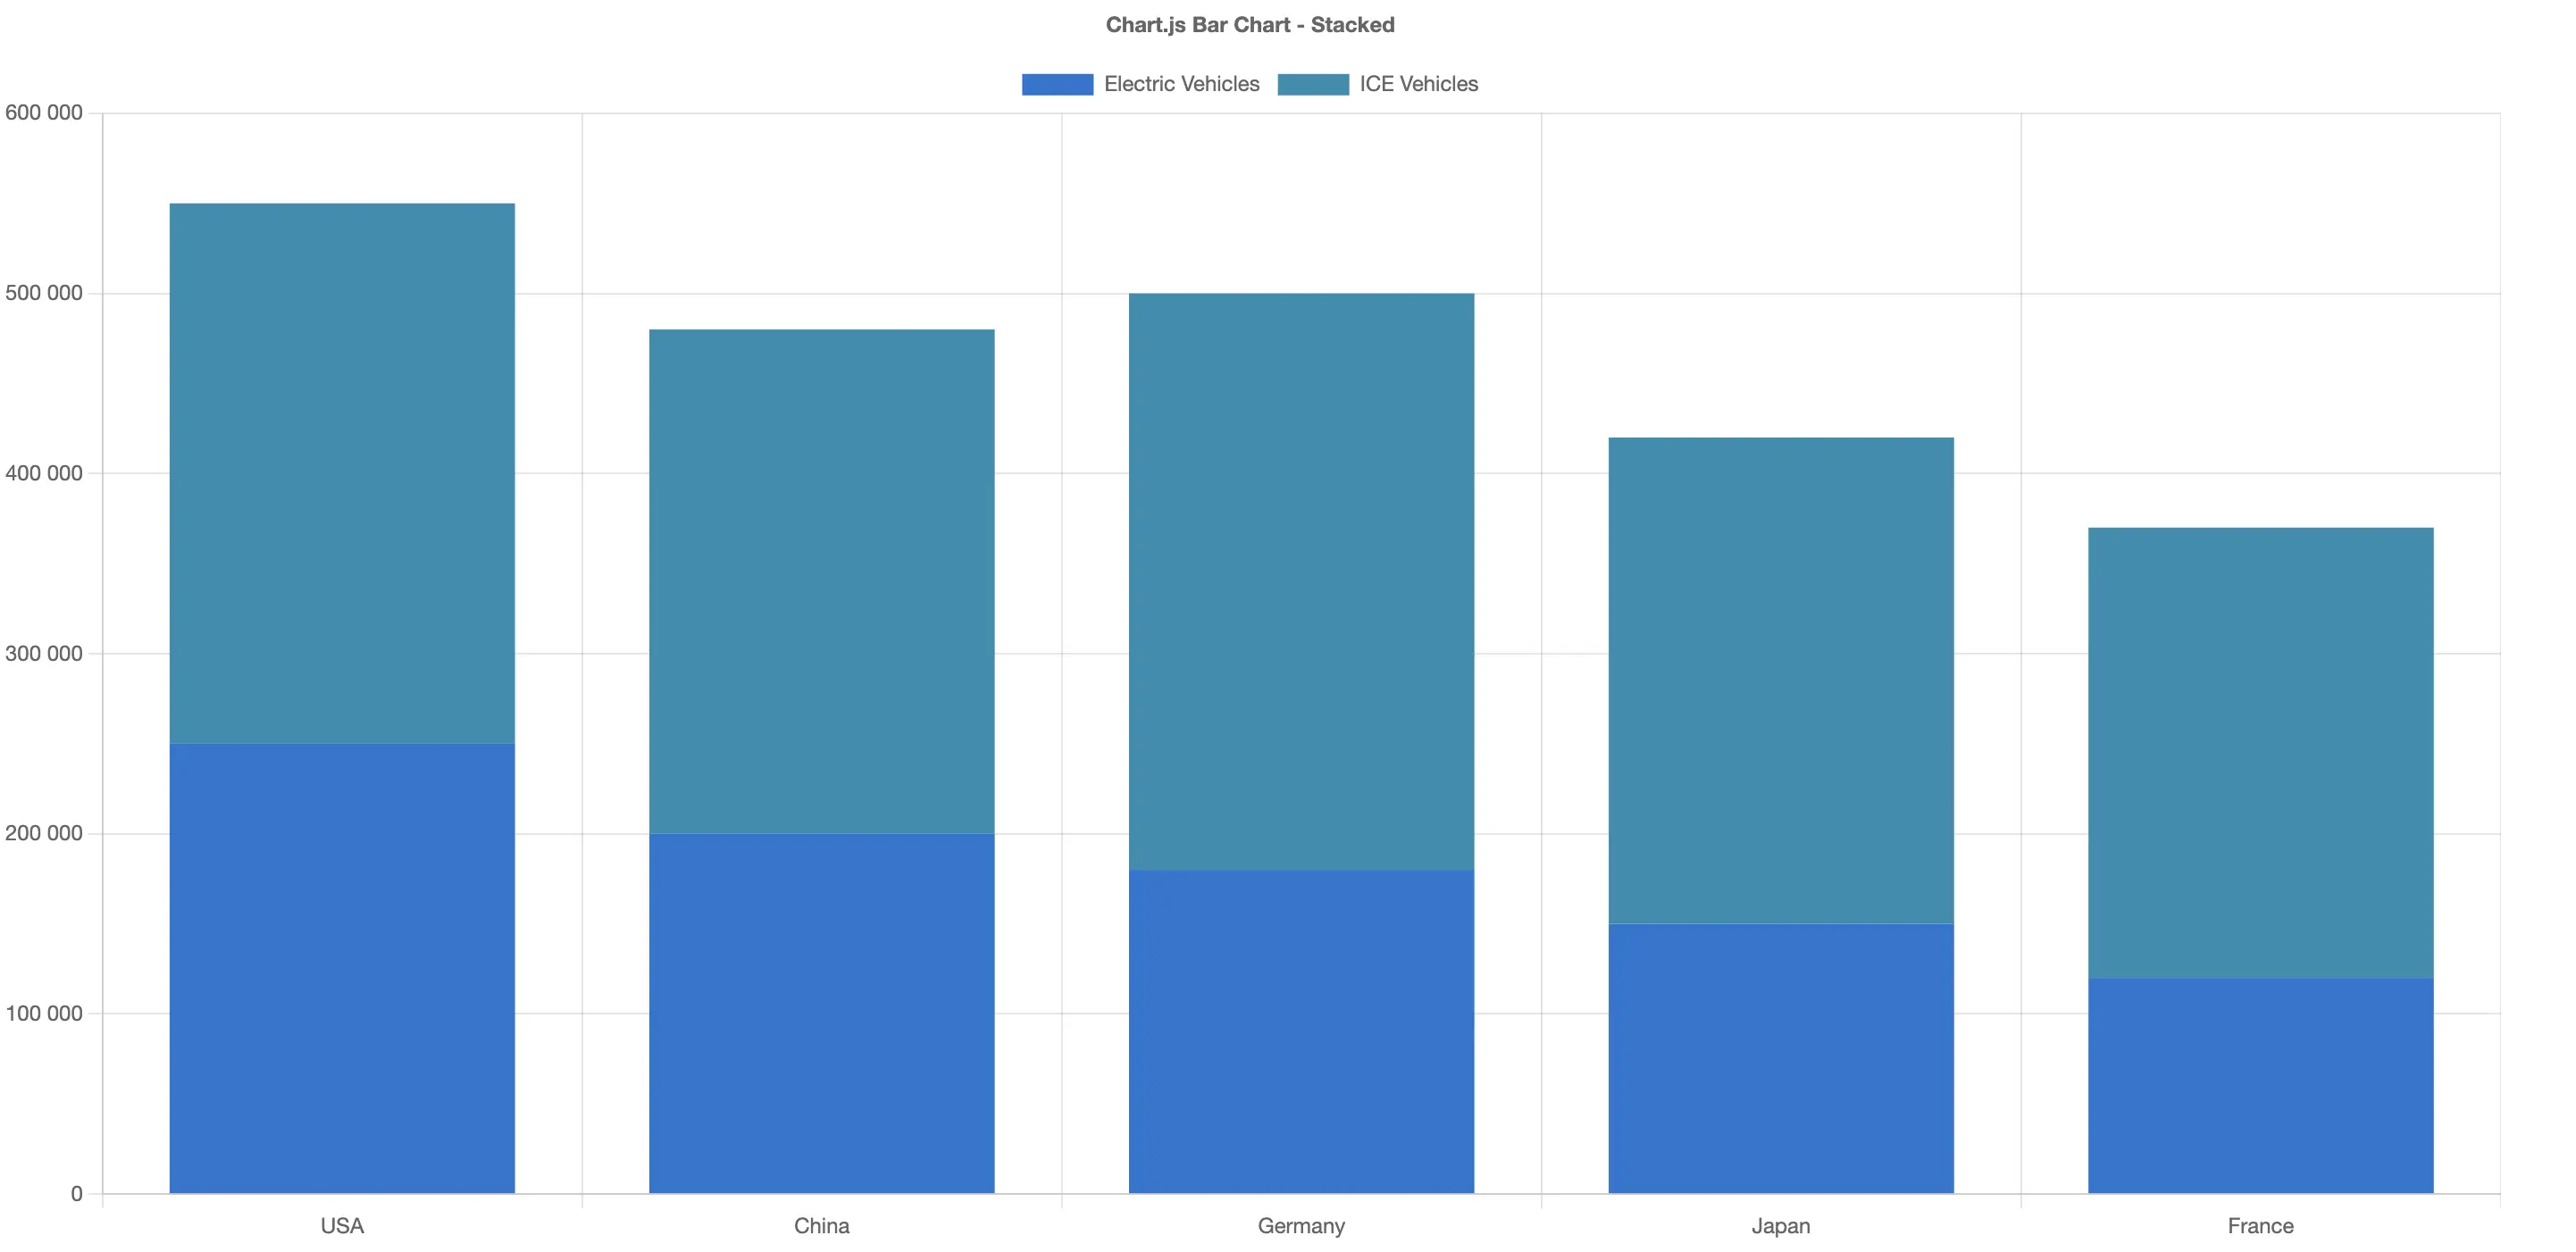 Chart.js Bar Chart - Stacked
Electric Vehicles ICE Vehicles
600 000
500 000
400 000
300 000
200 000
100 000
0
USA China Germany Japan France